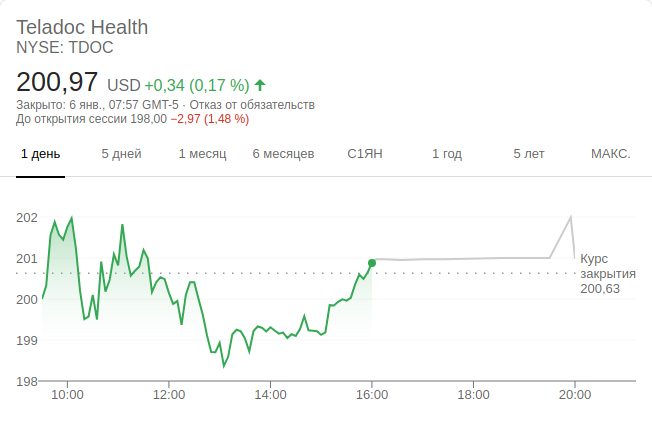 Teladoc Health
NYSE: TDOC
200,97 USD +0,34 (0,17 %)
Закрыто: 6 янв., 07:57 GMT-5 · Отказ от обязательств
До открытия сессии 198,00 −2,97 (1,48 %)
1 день 5 дней 1 месяц 6 месяцев С1ЯН 1 год 5 лет МАКС.
202
201
200
199
198
Курс
закрытия
200,63
10:00 12:00 14:00 16:00 18:00 20:00